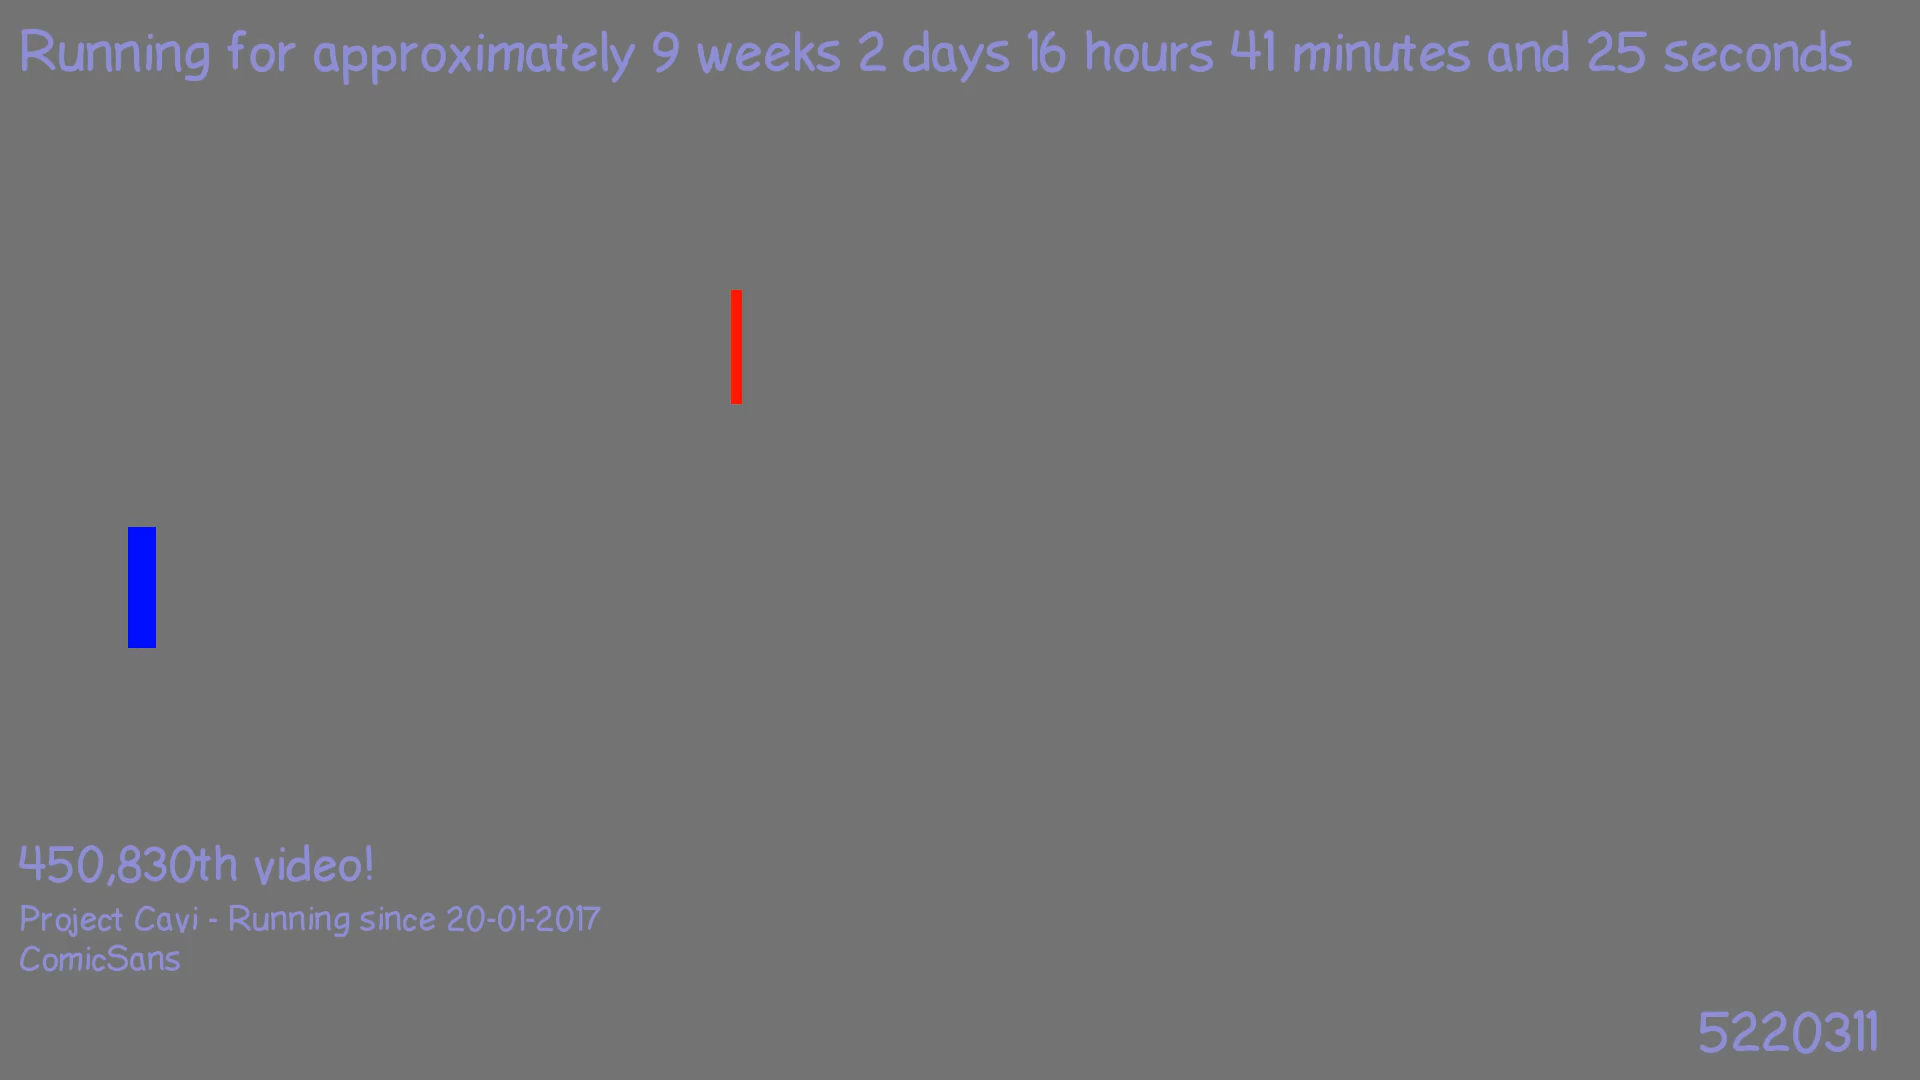 Running for approximately 9 weeks 2 days 16 hours 41 minutes and 25 seconds
450,830th video!
Project Cavi - Running since 20-01-2017
ComicSans
5220311